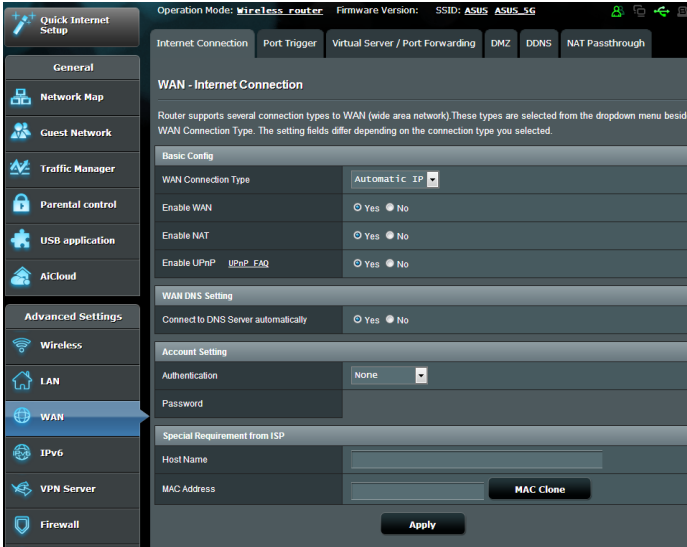 Quick Internet
Setup
General
Network Map
Guest Network
Traffic Manager
Parental control
USB application
AiCloud
Advanced Settings
Wireless
LAN
WAN
IPv6
VPN Server
Firewall
Operation Mode: Wireless router Firmware Version: SSID: ASUS ASUS_5G
Internet Connection Port Trigger Virtual Server / Port Forwarding DMZ DDNS NAT Passthrough
WAN - Internet Connection
Router supports several connection types to WAN (wide area network).These types are selected from the dropdown menu besid
WAN Connection Type. The setting fields differ depending on the connection type you selected.
Basic Config
WAN Connection Type Automatic IP
Enable WAN Yes No
Enable NAT Yes No
Enable UPnP UPnP FAQ Yes No
WAN DNS Setting
Connect to DNS Server automatically Yes No
Account Setting
Authentication None
Password
Special Requirement from ISP
Host Name
MAC Address MAC Clone
Apply